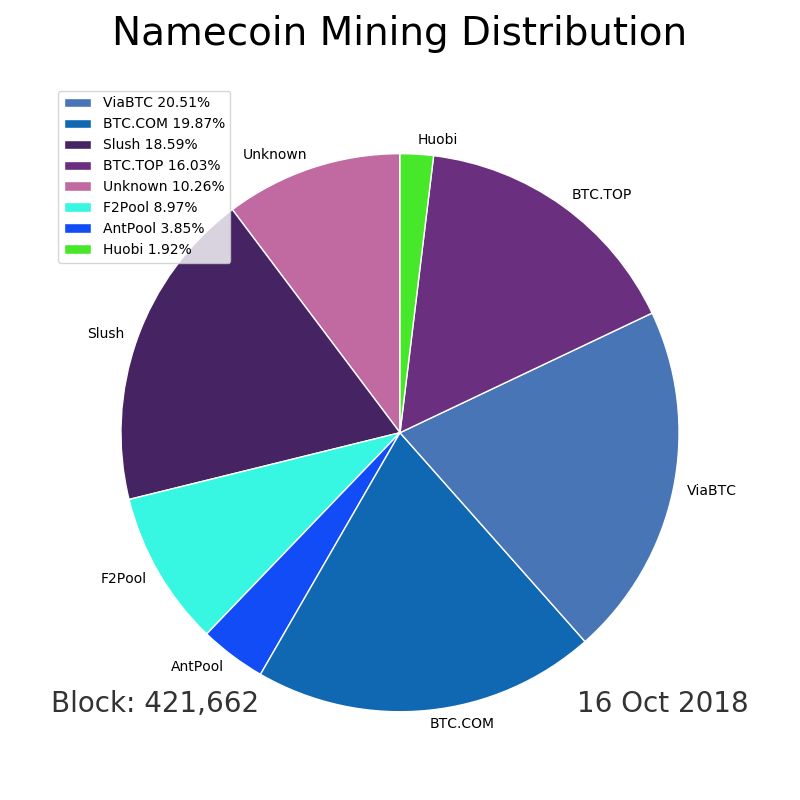 Namecoin Mining Distribution
ViaBTC 20.51%
BTC.COM 19.87%
Slush 18.59%
BTC.TOP 16.03%
Unknown 10.26%
F2Pool 8.97%
AntPool 3.85%
Huobi 1.92%
Unknown
Huobi
BTC.TOP
Slush
ViaBTC
F2Pool
AntPool
BTC.COM
Block: 421,662
16 Oct 2018